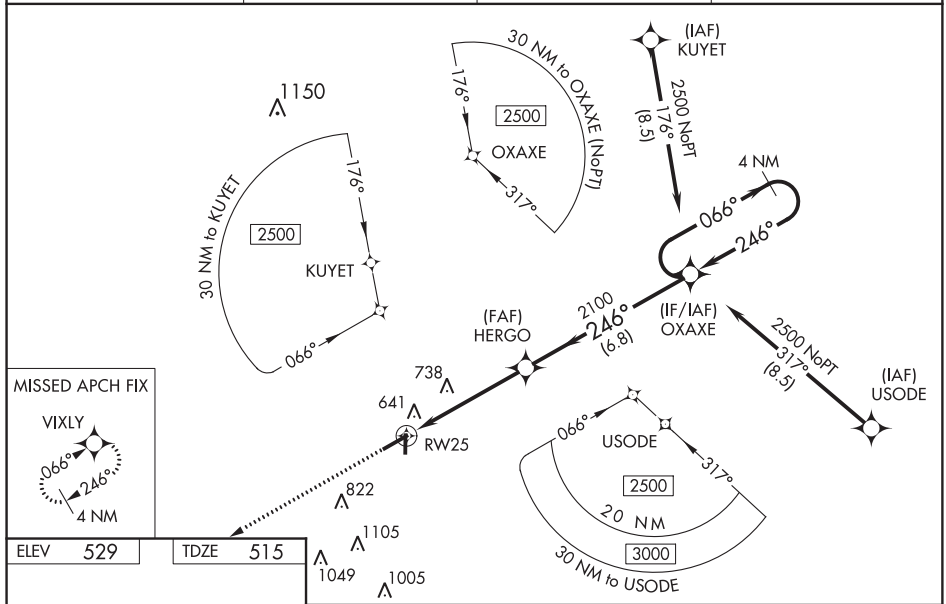 (IAF)
KUYET
2500 NoPT
176°
(8.5)
30 NM to OXAXE (NoPT)
176°
2500
OXAXE
317°
1150
30 NM to KUYET
176°
2500
KUYET
066°
4 NM
066°
246°
(IF/IAF)
OXAXE
2100
246°
(6.8)
(FAF)
HERGO
2500 NoPT
317°
(8.5)
(IAF)
USODE
738
641
RW25
822
1105
1049
1005
066°
USODE
317°
2500
20 NM
3000
30 NM to USODE
MISSED APCH FIX
VIXLY
066°
246°
4 NM
ELEV 529
TDZE 515